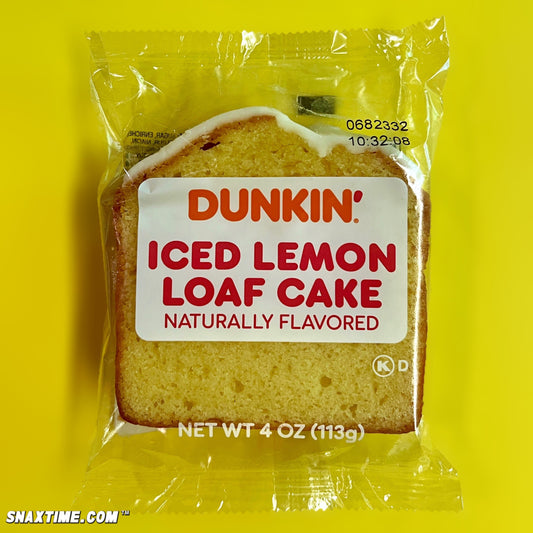 0682332
10:32:08
DUNKIN'
ICED LEMON
LOAF CAKE
NATURALLY FLAVORED
K D
NET WT 4 OZ (113g)
SNAXTIME.COM™